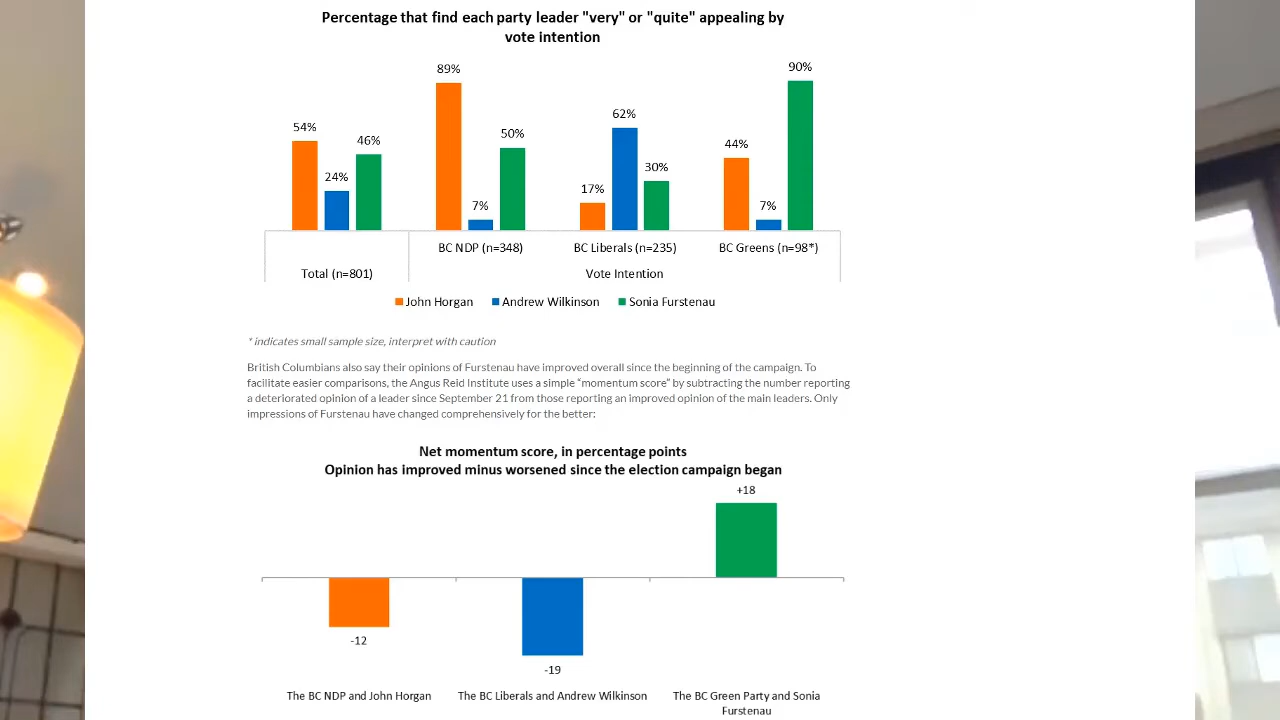 Percentage that find each party leader "very" or "quite" appealing by
vote intention
54%
24%
46%
89%
7%
50%
17%
62%
30%
44%
7%
90%
BC NDP (n=348)
BC Liberals (n=235)
BC Greens (n=98*)
Total (n=801)
Vote Intention
John Horgan
Andrew Wilkinson
Sonia Furstenau
* indicates small sample size, interpret with caution
British Columbians also say their opinions of Furstenau have improved overall since the beginning of the campaign. To
facilitate easier comparisons, the Angus Reid Institute uses a simple “momentum score” by subtracting the number reporting
a deteriorated opinion of a leader since September 21 from those reporting an improved opinion of the main leaders. Only
impressions of Furstenau have changed comprehensively for the better:
Net momentum score, in percentage points
Opinion has improved minus worsened since the election campaign began
+18
-12
-19
The BC NDP and John Horgan
The BC Liberals and Andrew Wilkinson
The BC Green Party and Sonia
Furstenau